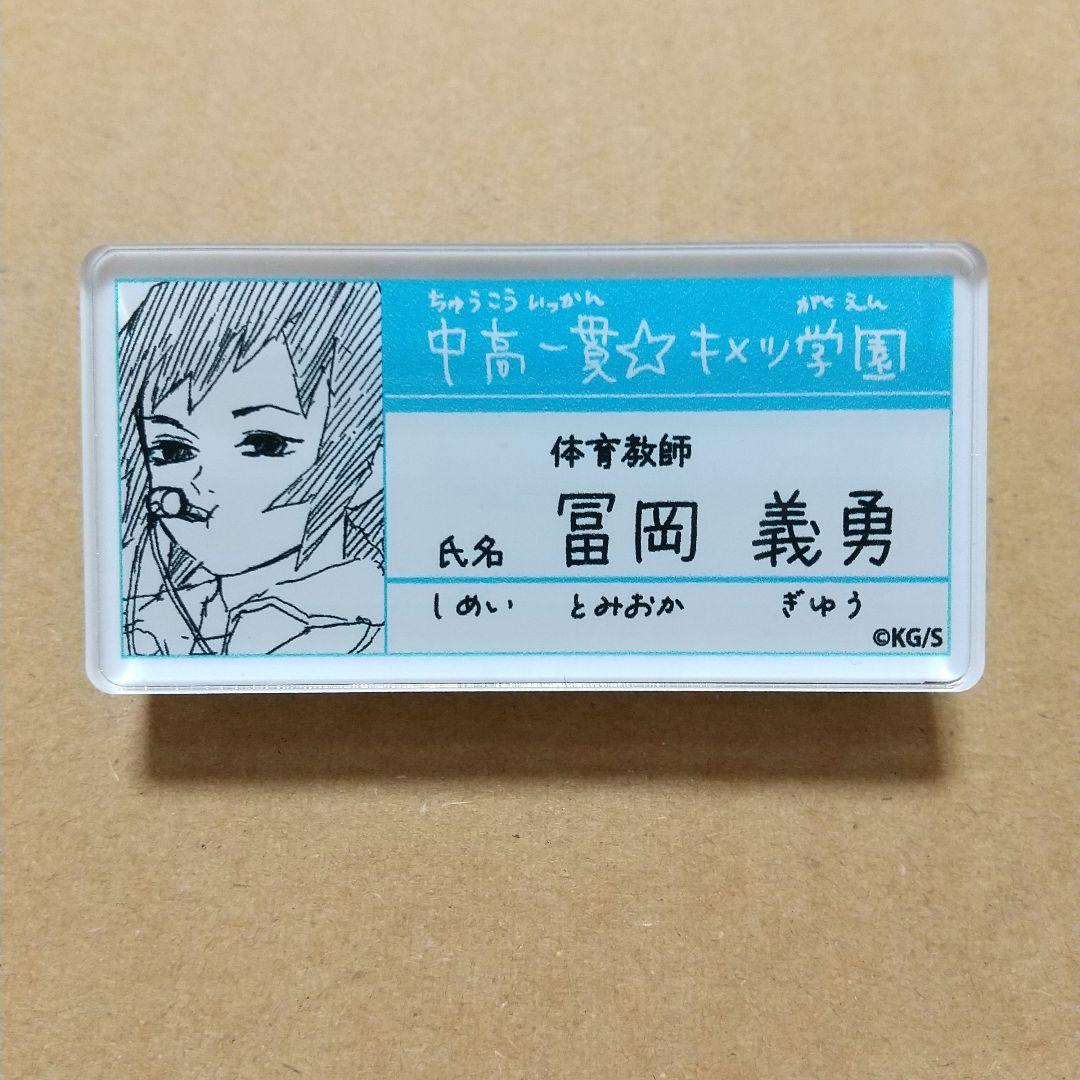 ちゅうこういっかん がくえん
中高一貫☆キメツ学園
体育教師
氏名 冨岡 義勇
しめい とみおか ぎゆう
©KG/S